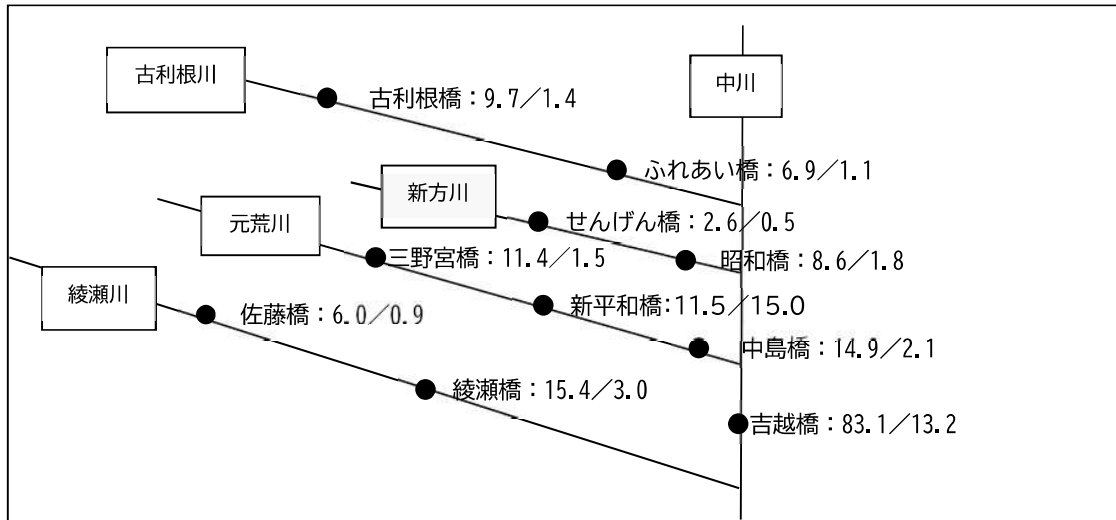 古利根川
中川
古利根橋：9.7／1.4
ふれあい橋：6.9／1.1
新方川
せんげん橋：2.6／0.5
元荒川
三野宮橋：11.4／1.5
昭和橋：8.6／1.8
綾瀬川
佐藤橋：6.0／0.9
新平和橋：11.5／15.0
中島橋：14.9／2.1
綾瀬橋：15.4／3.0
吉越橋：83.1／13.2